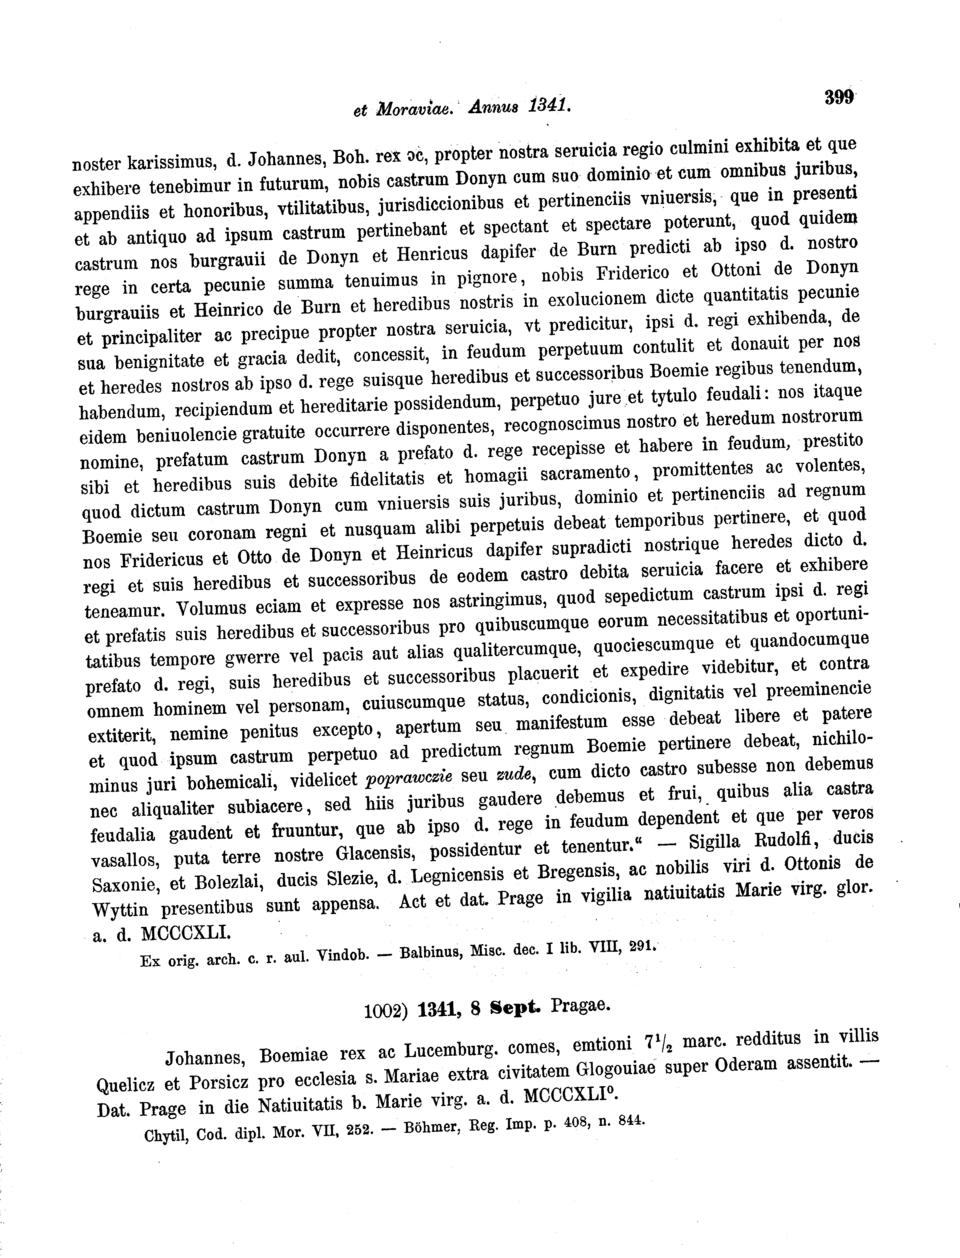 et Moraviae. Annus 1341.
399
noster karissimus, d. Johannes, Boh. rex ɔc, propter nostra seruicia regio culmini exhibita et que
exhibere tenebimur in futurum, nobis castrum Donyn cum suo dominio et cum omnibus juribus,
appendiis et honoribus, vtilitatibus, jurisdiccionibus et pertinenciis vniuersis, que in presenti
et ab antiquo ad ipsum castrum pertinebant et spectant et spectare poterunt, quod quidem
castrum nos burgrauii de Donyn et Henricus dapifer de Burn predicti ab ipso d. nostro
rege in certa pecunie summa tenuimus in pignore, nobis Friderico et Ottoni de Donyn
burgrauiis et Heinrico de Burn et heredibus nostris in exolucionem dicte quantitatis pecunie
et principaliter ac precipue propter nostra seruicia, vt predicitur, ipsi d. regi exhibenda, de
sua benignitate et gracia dedit, concessit, in feudum perpetuum contulit et donauit per nos
et heredes nostros ab ipso d. rege suisque heredibus et successoribus Boemie regibus tenendum,
habendum, recipiendum et hereditarie possidendum, perpetuo jure et tytulo feudali: nos itaque
eidem beniuolencie gratuite occurrere disponentes, recognoscimus nostro et heredum nostrorum
nomine, prefatum castrum Donyn a prefato d. rege recepisse et habere in feudum, prestito
sibi et heredibus suis debite fidelitatis et homagii sacramento, promittentes ac volentes,
quod dictum castrum Donyn cum vniuersis suis juribus, dominio et pertinenciis ad regnum
Boemie seu coronam regni et nusquam alibi perpetuis debeat temporibus pertinere, et quod
nos Fridericus et Otto de Donyn et Heinricus dapifer supradicti nostrique heredes dicto d.
regi et suis heredibus et successoribus de eodem castro debita seruicia facere et exhibere
teneamur. Volumus eciam et expresse nos astringimus, quod sepedictum castrum ipsi d. regi
et prefatis suis heredibus et successoribus pro quibuscumque eorum necessitatibus et oportuni-
tatibus tempore gwerre vel pacis aut alias qualitercumque, quociescumque et quandocumque
prefato d. regi, suis heredibus et successoribus placuerit et expedire videbitur, et contra
omnem hominem vel personam, cuiuscumque status, condicionis, dignitatis vel preeminencie
extiterit, nemine penitus excepto, apertum seu manifestum esse debeat libere et patere
et quod ipsum castrum perpetuo ad predictum regnum Boemie pertinere debeat, nichilo-
minus juri bohemicali, videlicet poprawczie seu zude, cum dicto castro subesse non debemus
nec aliqualiter subiacere, sed hiis juribus gaudere debemus et frui, quibus alia castra
feudalia gaudent et fruuntur, que ab ipso d. rege in feudum dependent et que per veros
vasallos, puta terre nostre Glacensis, possidentur et tenentur.“ — Sigilla Rudolfi, ducis
Saxonie, et Bolezlai, ducis Slezie, d. Legnicensis et Bregensis, ac nobilis viri d. Ottonis de
Wyttin presentibus sunt appensa. Act et dat. Prage in vigilia natiuitatis Marie virg. glor.
a. d. MCCCXLI.
Ex orig. arch. c. r. aul. Vindob. — Balbinus, Misc. dec. I lib. VIII, 291.
1002) 1341, 8 Sept. Pragae.
Johannes, Boemiae rex ac Lucemburg. comes, emtioni 7¹/₂ marc. redditus in villis
Quelicz et Porsicz pro ecclesia s. Mariae extra civitatem Glogouiae super Oderam assentit. —
Dat. Prage in die Natiuitatis b. Marie virg. a. d. MCCCXLI⁰.
Chytil, Cod. dipl. Mor. VII, 252. — Böhmer, Reg. Imp. p. 408, n. 844.